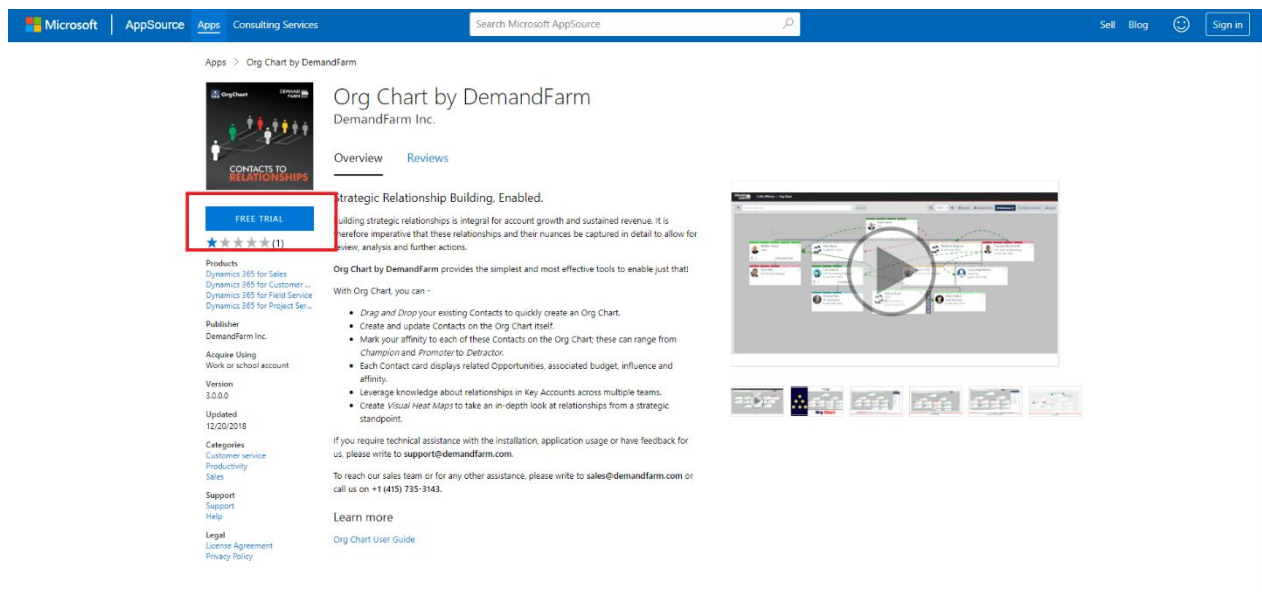 Microsoft AppSource Apps Consulting Services Search Microsoft AppSource Sell Blog Sign in
Apps > Org Chart by DemandFarm
OrgChart DEMAND FARM
CONTACTS TO
RELATIONSHIPS
FREE TRIAL
(1)
Products
Dynamics 365 for Sales
Dynamics 365 for Customer ...
Dynamics 365 for Field Service
Dynamics 365 for Project Ser...
Publisher
DemandFarm Inc.
Acquire Using
Work or school account
Version
3.0.0.0
Updated
12/20/2018
Categories
Customer service
Productivity
Sales
Support
Support
Help
Legal
License Agreement
Privacy Policy
Org Chart by DemandFarm
DemandFarm Inc.
Overview Reviews
Strategic Relationship Building, Enabled.
Building strategic relationships is integral for account growth and sustained revenue. It is
therefore imperative that these relationships and their nuances be captured in detail to allow for
review, analysis and further actions.
Org Chart by DemandFarm provides the simplest and most effective tools to enable just that!
With Org Chart, you can -
• Drag and Drop your existing Contacts to quickly create an Org Chart.
• Create and update Contacts on the Org Chart itself.
• Mark your affinity to each of these Contacts on the Org Chart; these can range from
Champion and Promoter to Detractor.
• Each Contact card displays related Opportunities, associated budget, influence and
affinity.
• Leverage knowledge about relationships in Key Accounts across multiple teams.
• Create Visual Heat Maps to take an in-depth look at relationships from a strategic
standpoint.
If you require technical assistance with the installation, application usage or have feedback for
us, please write to support@demandfarm.com.
To reach our sales team or for any other assistance, please write to sales@demandfarm.com or
call us on +1 (415) 735-3143.
Learn more
Org Chart User Guide
Org Chart